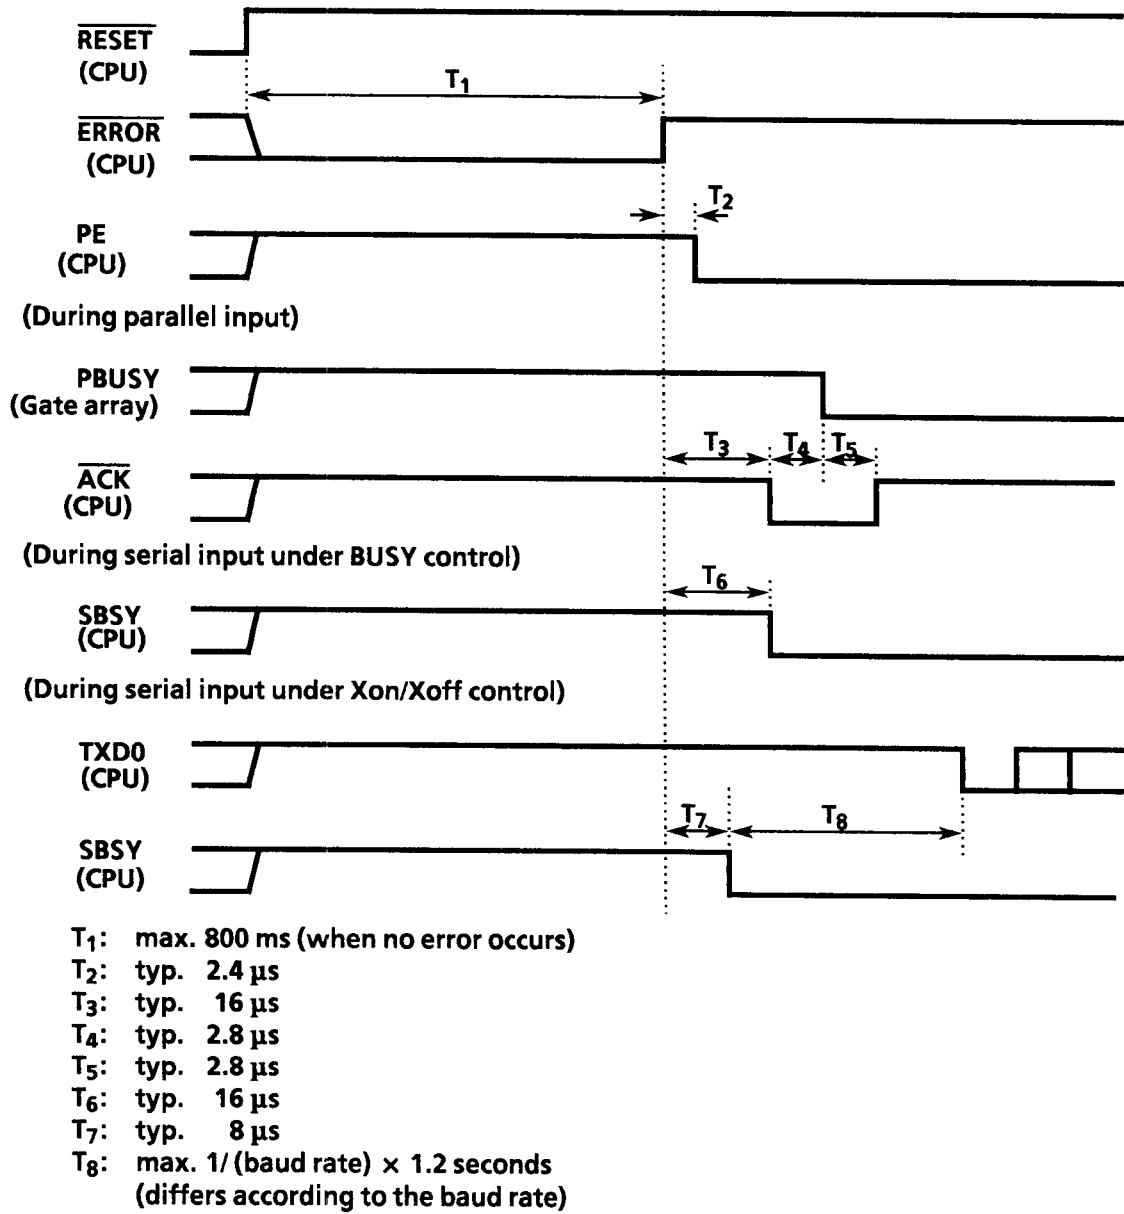 RESET
(CPU)
T1
ERROR
(CPU)
T2
PE
(CPU)
(During parallel input)
PBUSY
(Gate array)
T3 T4 T5
ACK
(CPU)
(During serial input under BUSY control)
T6
SBSY
(CPU)
(During serial input under Xon/Xoff control)
TXD0
(CPU)
T7 T8
SBSY
(CPU)
T1: max. 800 ms (when no error occurs)
T2: typ. 2.4 µs
T3: typ. 16 µs
T4: typ. 2.8 µs
T5: typ. 2.8 µs
T6: typ. 16 µs
T7: typ. 8 µs
T8: max. 1/ (baud rate) × 1.2 seconds
(differs according to the baud rate)